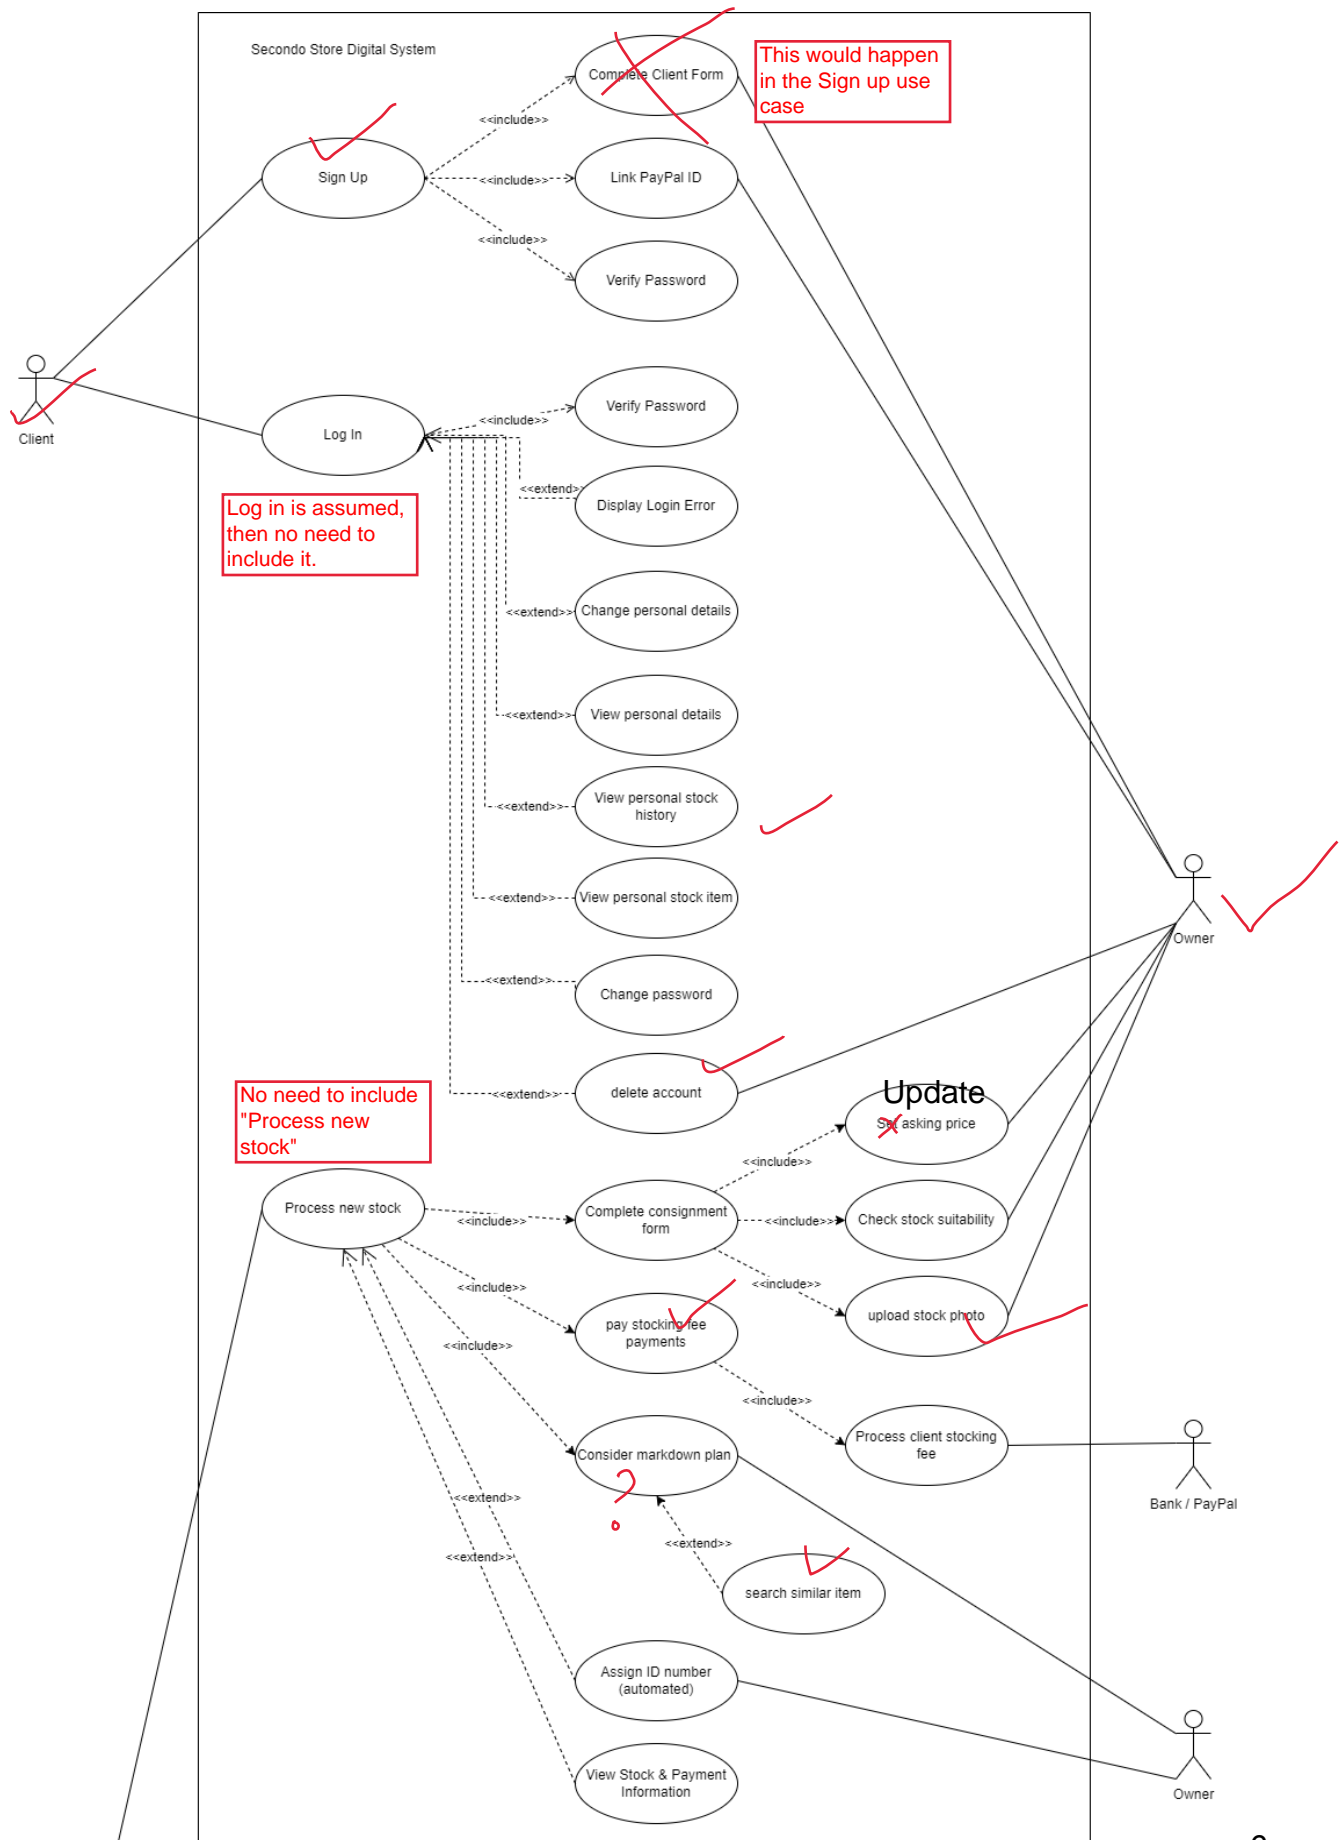 Secondo Store Digital System
Complete Client Form
This would happen
in the Sign up use
case
<<include>>
Sign Up
<<include>>
Link PayPal ID
<<include>>
Verify Password
Client
Log In
<<include>>
Verify Password
Log in is assumed,
then no need to
include it.
<<extend>>
Display Login Error
<<extend>>
Change personal details
<<extend>>
View personal details
<<extend>>
View personal stock
history
<<extend>>
View personal stock item
Owner
<<extend>>
Change password
<<extend>>
delete account
No need to include
"Process new
stock"
Update
Set asking price
<<include>>
Process new stock
<<include>>
Complete consignment
form
<<include>>
Check stock suitability
<<include>>
<<include>>
upload stock photo
pay stocking fee
payments
<<include>>
<<include>>
Process client stocking
fee
Bank / PayPal
Consider markdown plan
?
<<extend>>
<<extend>>
<<extend>>
search similar item
Assign ID number
(automated)
View Stock & Payment
Information
Owner